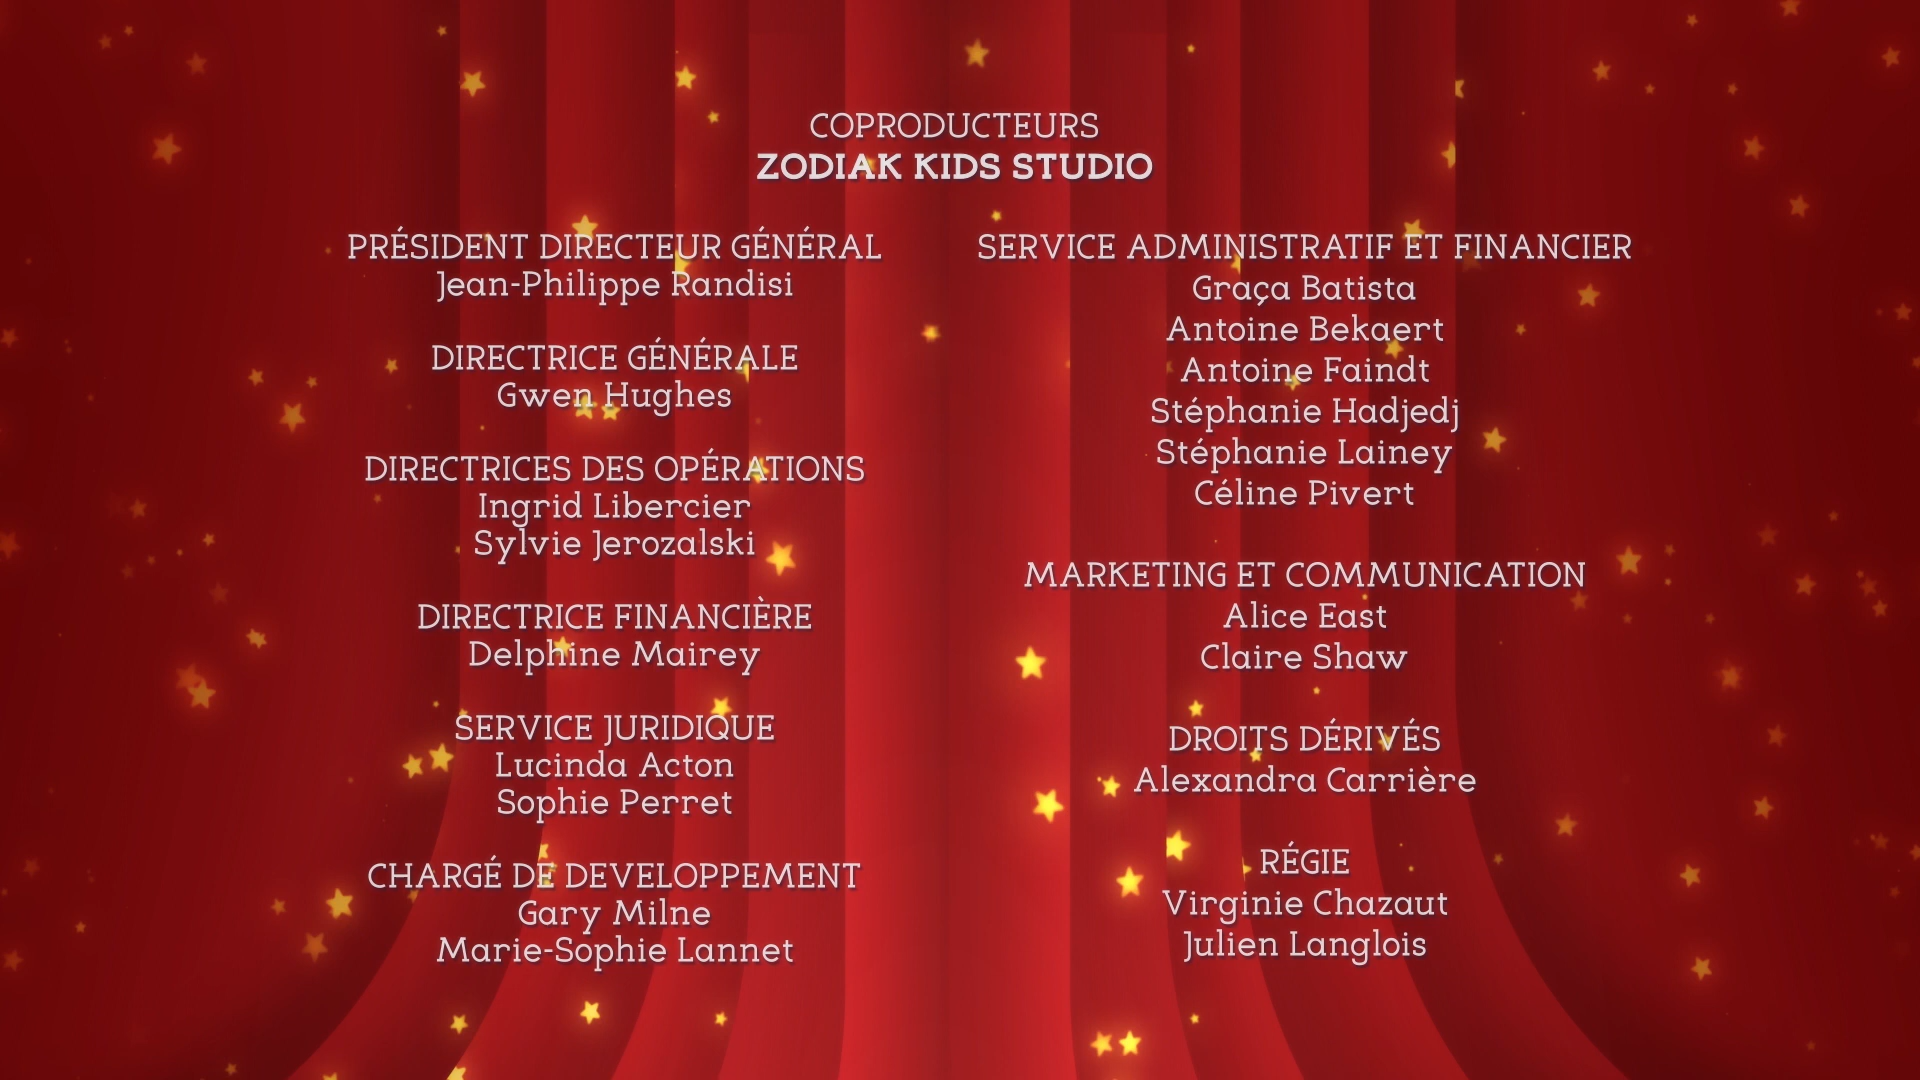 COPRODUCTEURS
ZODIAK KIDS STUDIO
PRÉSIDENT DIRECTEUR GÉNÉRAL
Jean-Philippe Randisi
DIRECTRICE GÉNÉRALE
Gwen Hughes
DIRECTRICES DES OPÉRATIONS
Ingrid Libercier
Sylvie Jerozalski
DIRECTRICE FINANCIÈRE
Delphine Mairey
SERVICE JURIDIQUE
Lucinda Acton
Sophie Perret
CHARGÉ DE DEVELOPPEMENT
Gary Milne
Marie-Sophie Lannet
SERVICE ADMINISTRATIF ET FINANCIER
Graça Batista
Antoine Bekaert
Antoine Faindt
Stéphanie Hadjedj
Stéphanie Lainey
Céline Pivert
MARKETING ET COMMUNICATION
Alice East
Claire Shaw
DROITS DÉRIVÉS
Alexandra Carrière
RÉGIE
Virginie Chazaut
Julien Langlois